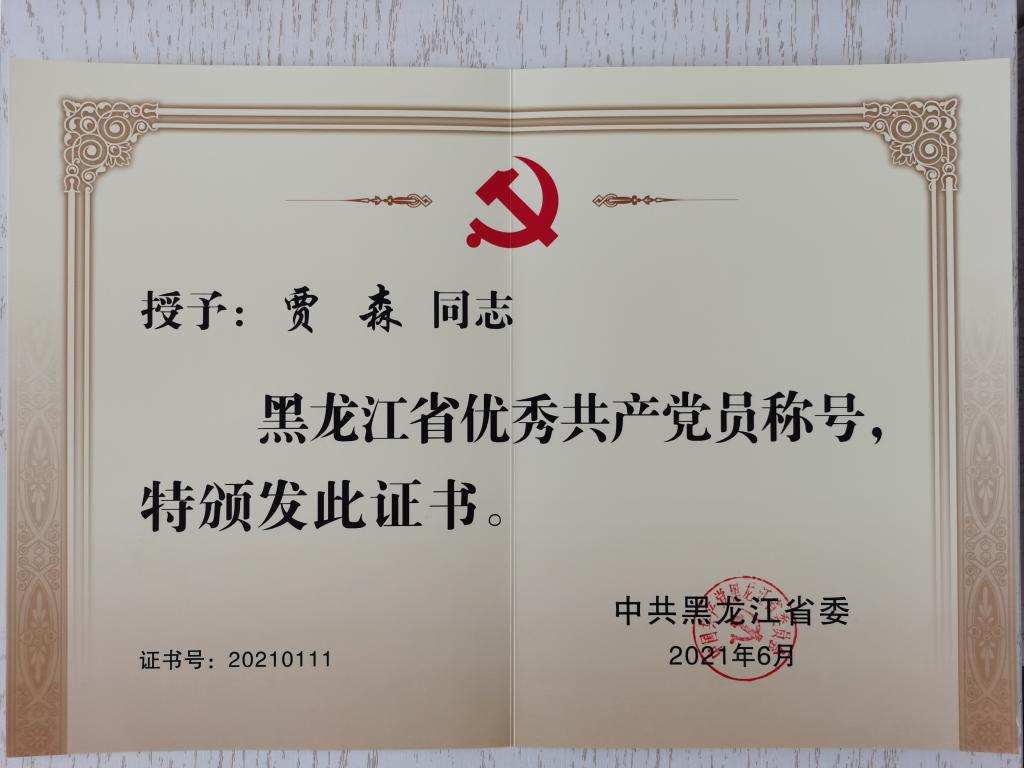 授予：贾 森 同志
黑龙江省优秀共产党员称号，
特颁发此证书。
中共黑龙江省委
2021年6月
证书号：20210111